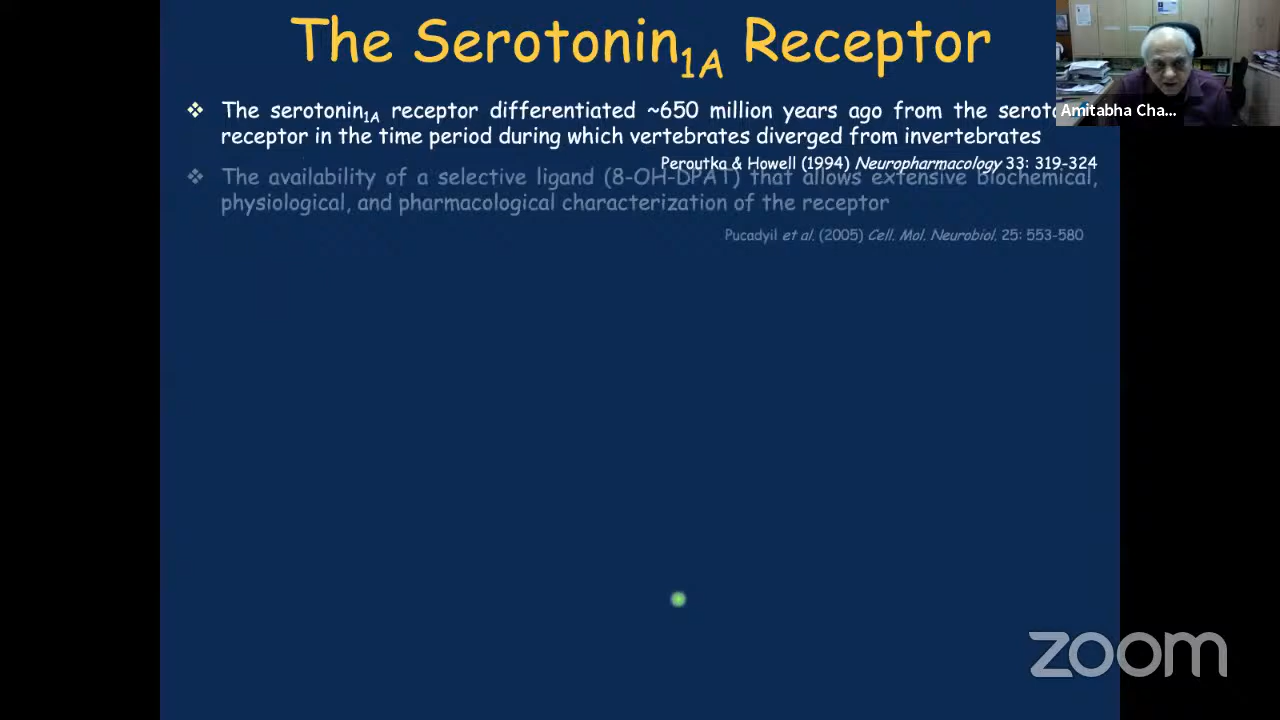 The Serotonin1A Receptor
❖ The serotonin1A receptor differentiated ~650 million years ago from the
receptor in the time period during which vertebrates diverged from invertebrates
Peroutka & Howell (1994) Neuropharmacology 33: 319-324
❖ The availability of a selective ligand (8-OH-DPAT) that allows extensive biochemical,
physiological, and pharmacological characterization of the receptor
Pucadyil et al. (2005) Cell. Mol. Neurobiol. 25: 553-580
Amitabha Cha...
zoom